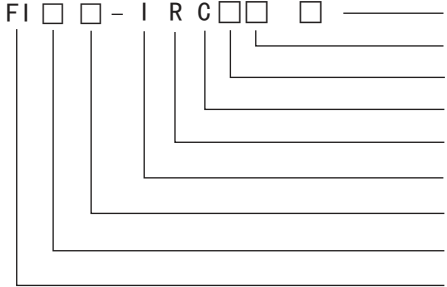 FI □ □ - I R C □ □ □